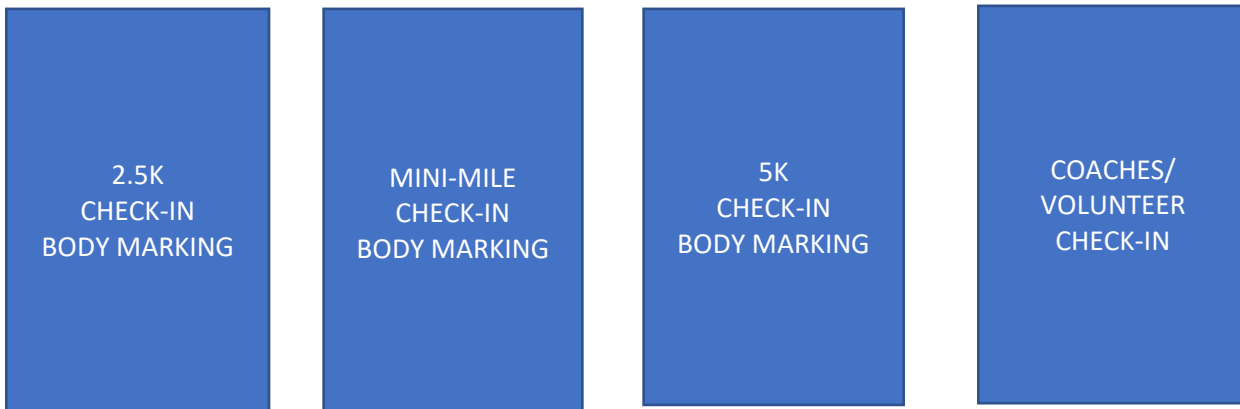 2.5K
CHECK-IN
BODY MARKING
MINI-MILE
CHECK-IN
BODY MARKING
5K
CHECK-IN
BODY MARKING
COACHES/
VOLUNTEER
CHECK-IN